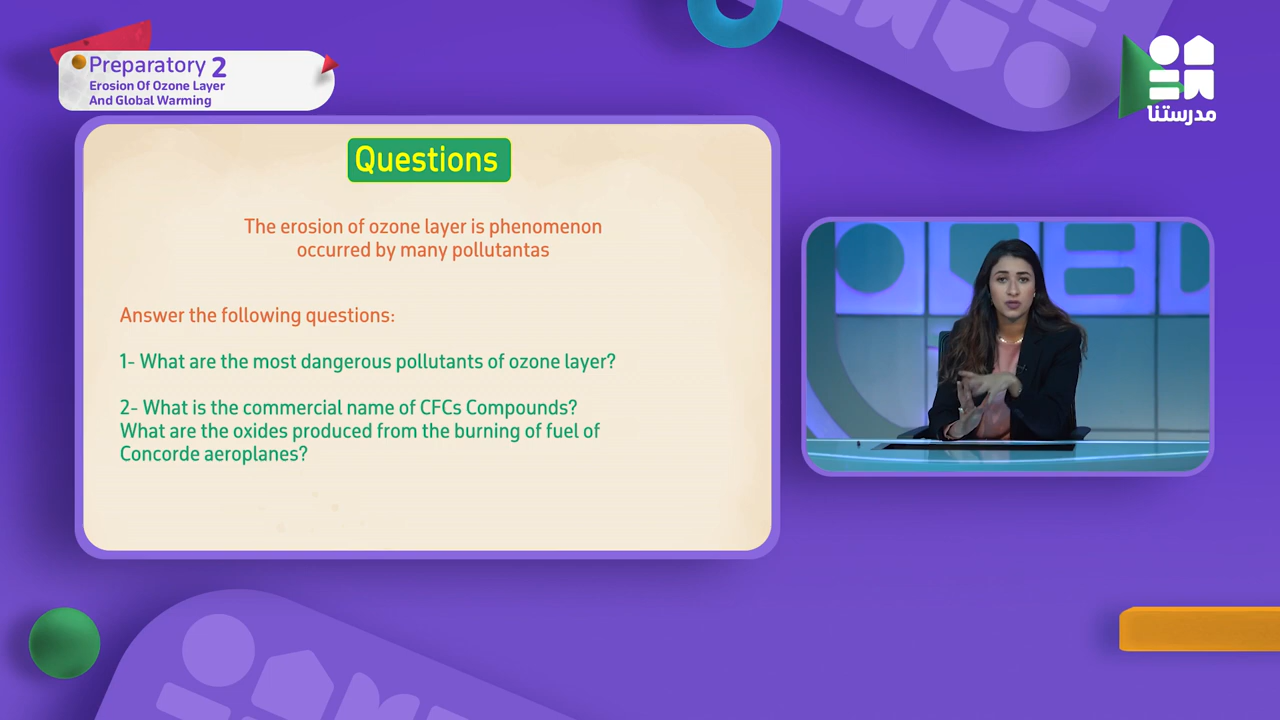 Preparatory 2
Erosion Of Ozone Layer
And Global Warming
مدرستنا
Questions
The erosion of ozone layer is phenomenon
occurred by many pollutantas
Answer the following questions:
1- What are the most dangerous pollutants of ozone layer?
2- What is the commercial name of CFCs Compounds?
What are the oxides produced from the burning of fuel of
Concorde aeroplanes?